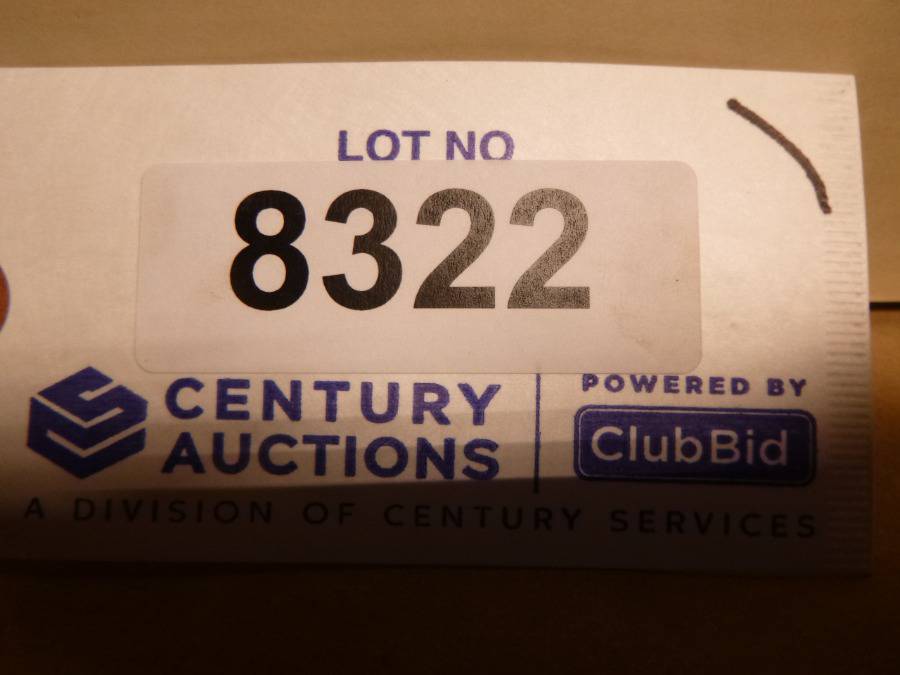 LOT NO
8322
CENTURY
AUCTIONS
POWERED BY
ClubBid
A DIVISION OF CENTURY SERVICES